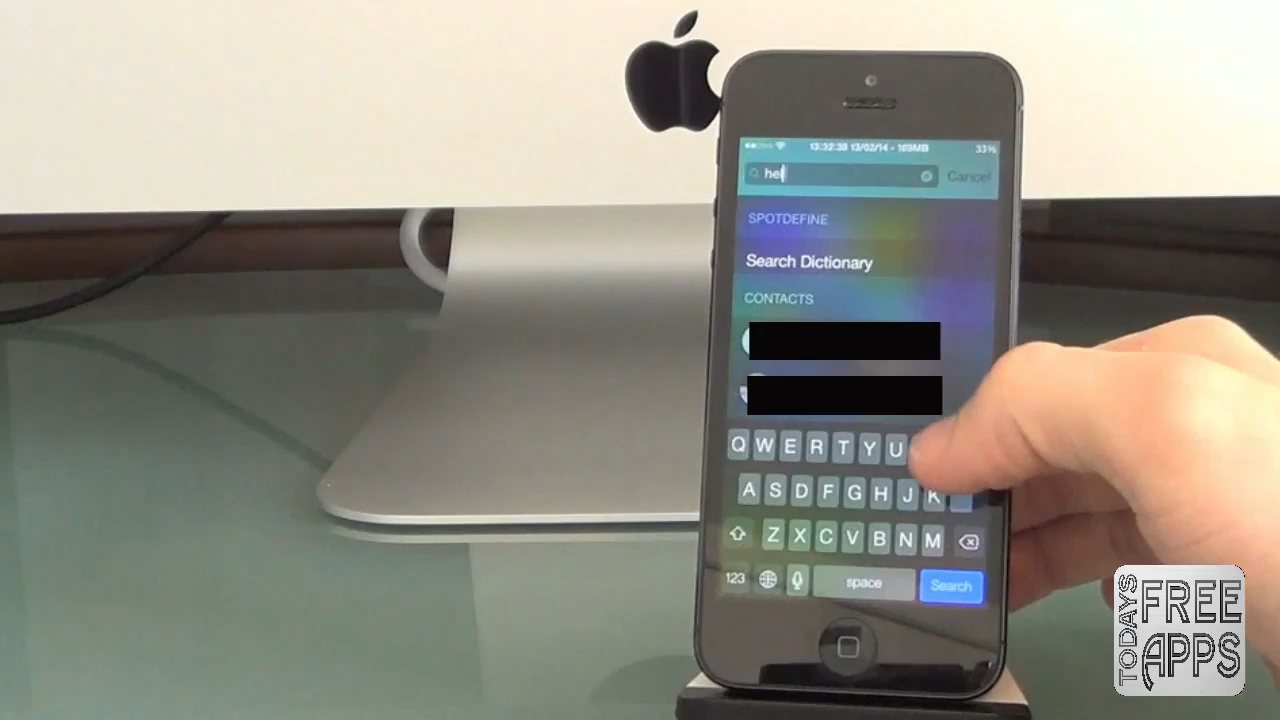 13:32:39 13/02/14 - 169MB
33%
hel
Cancel
SPOTDEFINE
Search Dictionary
CONTACTS
Q W E R T Y U
A S D F G H J K
Z X C V B N M
123
space
Search
TODAYS
FREE
APPS